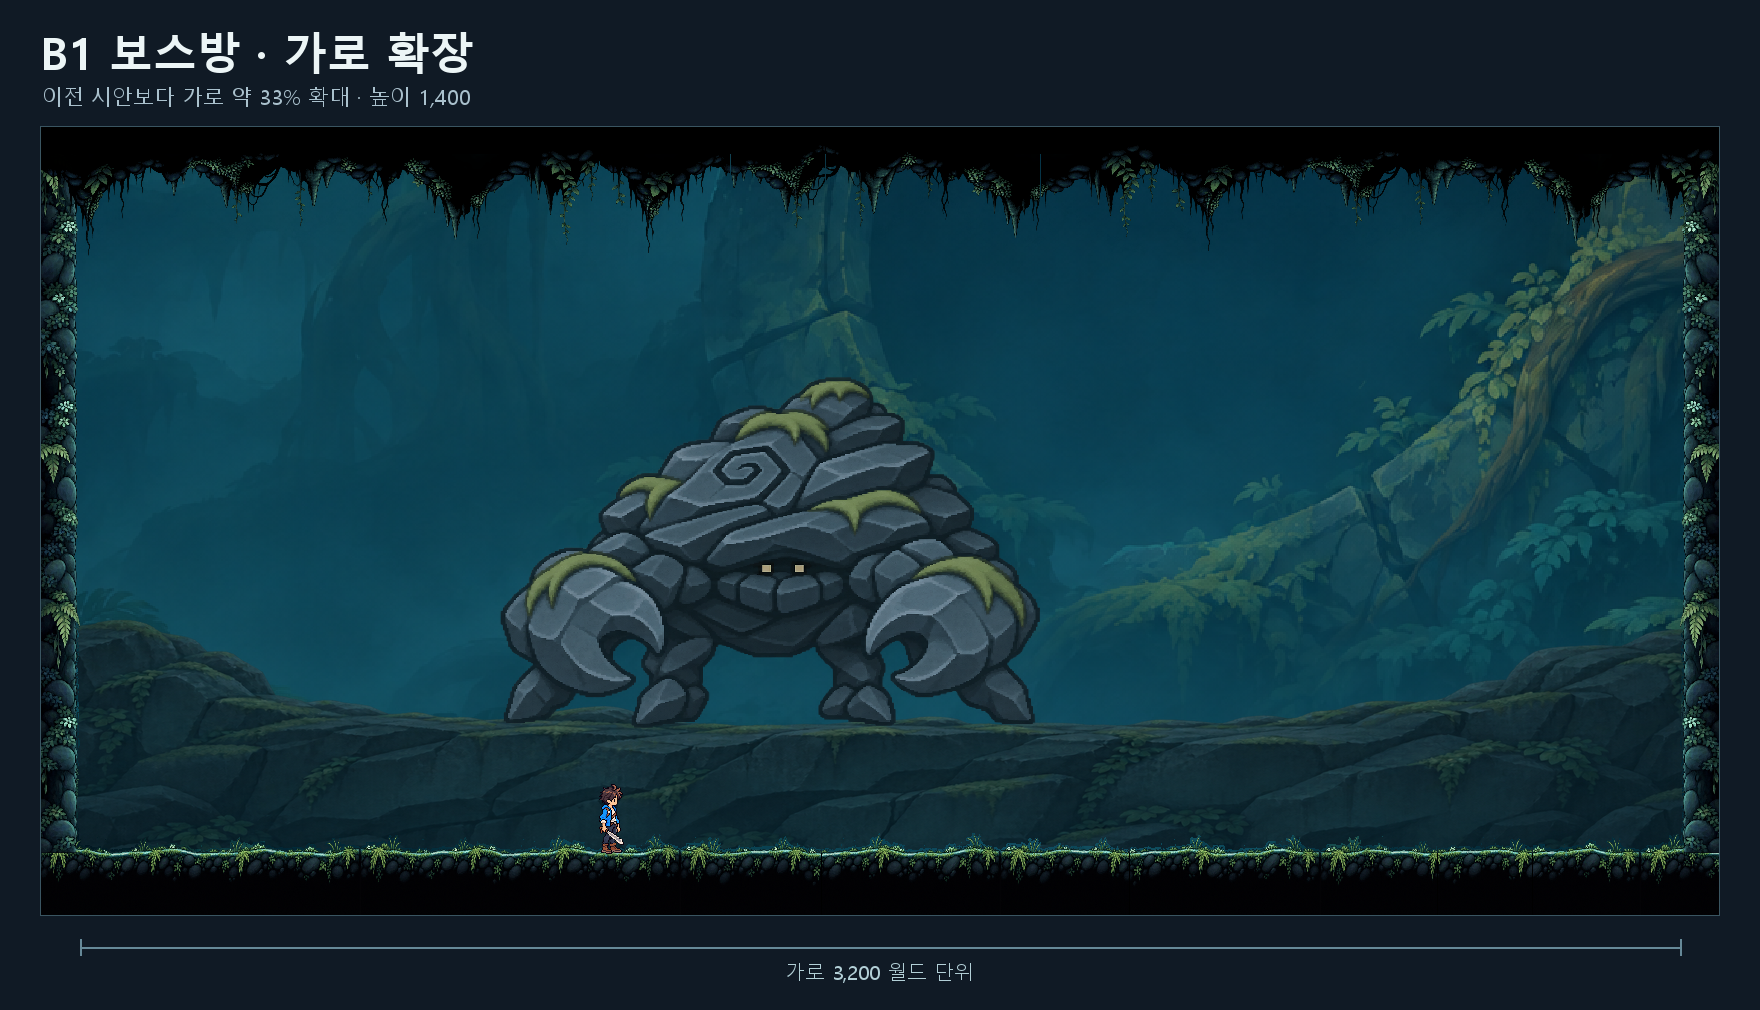 B1 보스방 · 가로 확장
이전 시안보다 가로 약 33% 확대 · 높이 1,400
가로 3,200 월드 단위